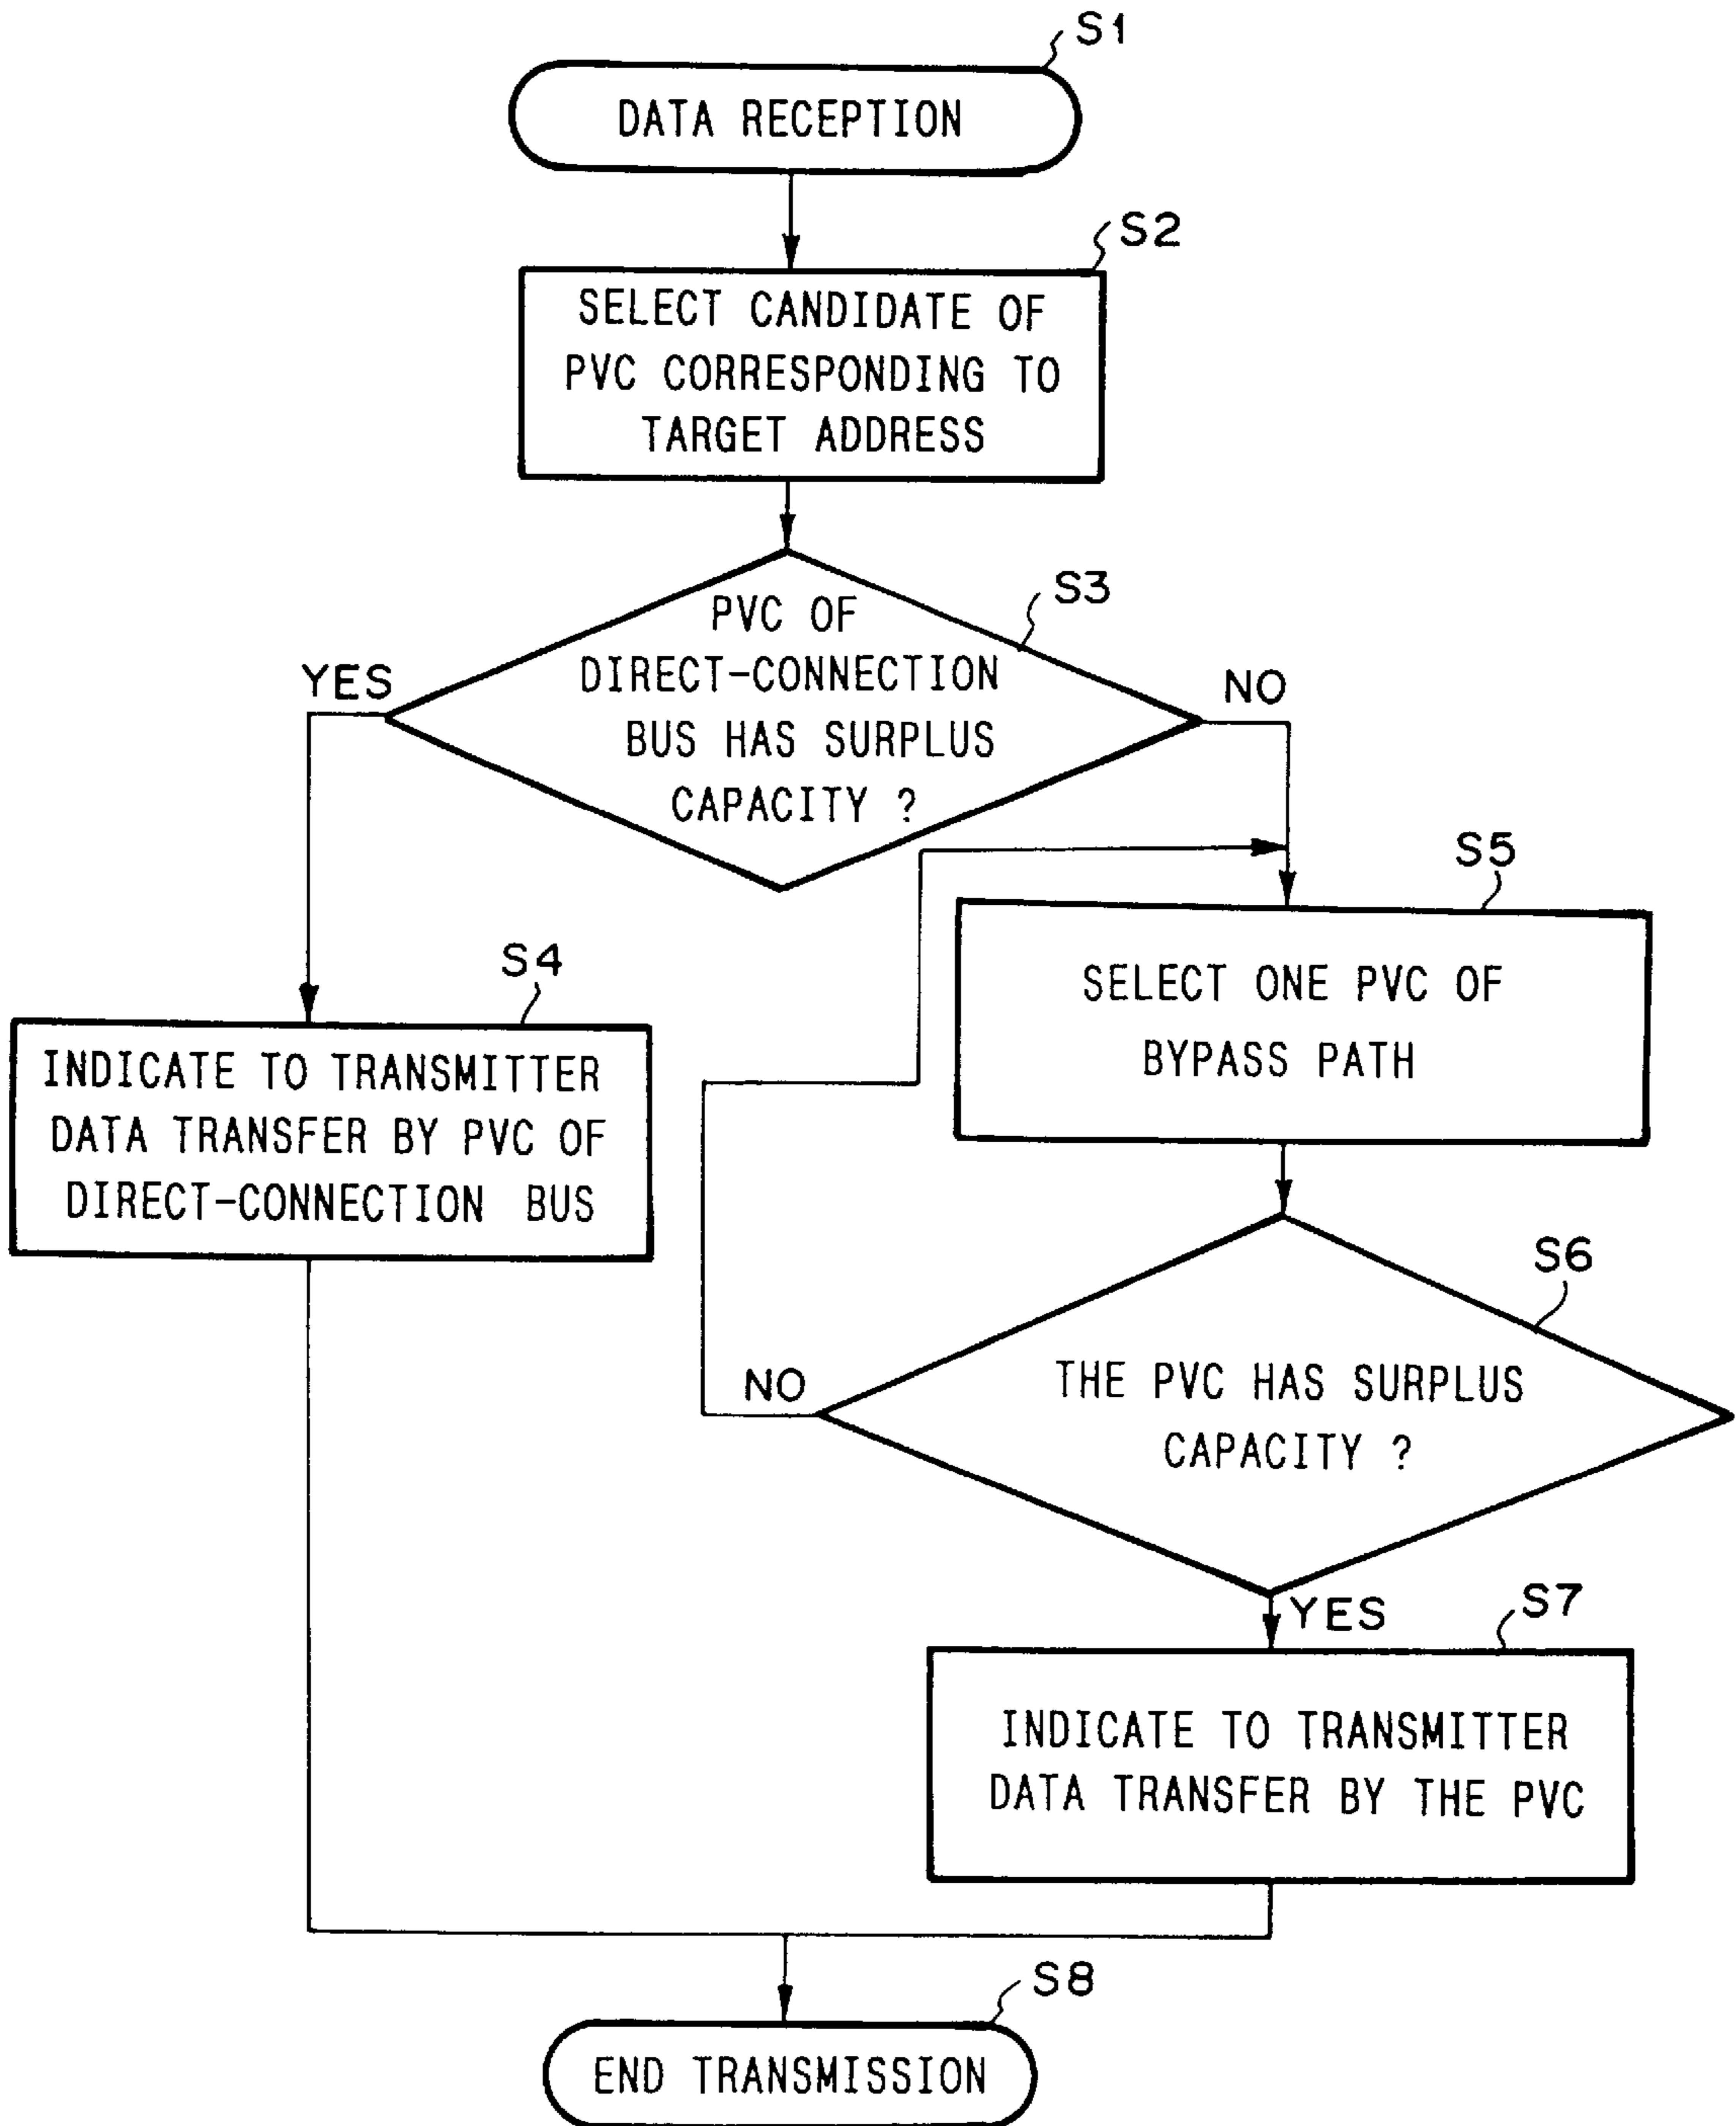 S1
DATA RECEPTION
S2
SELECT CANDIDATE OF
PVC CORRESPONDING TO
TARGET ADDRESS
S3
PVC OF
DIRECT-CONNECTION
BUS HAS SURPLUS
CAPACITY ?
YES
NO
S4
INDICATE TO TRANSMITTER
DATA TRANSFER BY PVC OF
DIRECT-CONNECTION BUS
S5
SELECT ONE PVC OF
BYPASS PATH
S6
THE PVC HAS SURPLUS
CAPACITY ?
NO
YES
S7
INDICATE TO TRANSMITTER
DATA TRANSFER BY THE PVC
S8
END TRANSMISSION